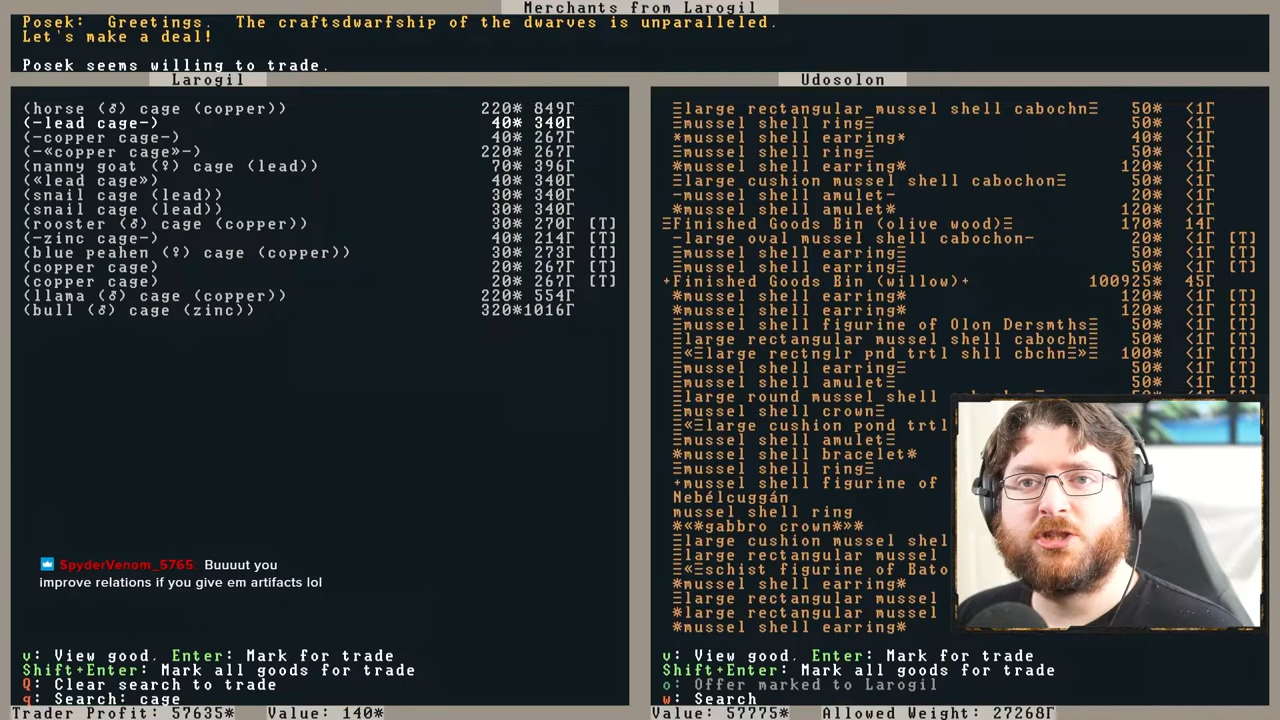 Merchants from Larogil
Posek: Greetings. The craftsdwarfship of the dwarves is unparalleled.
Let's make a deal!
Posek seems willing to trade.
Larogil
(horse (♂) cage (copper)) 220* 849Γ
(-lead cage-) 40* 340Γ
(-copper cage-) 40* 267Γ
(-«copper cage»-) 220* 267Γ
(nanny goat (♀) cage (lead)) 70* 396Γ
(«lead cage») 40* 340Γ
(snail cage (lead)) 30* 340Γ
(snail cage (lead)) 30* 340Γ
(rooster (♂) cage (copper)) 30* 270Γ [T]
(-zinc cage-) 40* 214Γ
(blue peahen (♀) cage (copper)) 30* 273Γ [T]
(copper cage) 20* 267Γ [T]
(copper cage) 20* 267Γ [T]
(llama (♂) cage (copper)) 220* 554Γ
(bull (♂) cage (zinc)) 320*1016Γ
SpyderVenom_5765: Buuuut you
improve relations if you give em artifacts lol
v: View good. Enter: Mark for trade
Shift+Enter: Mark all goods for trade
Q: Clear search to trade
q: Search: cage
Trader Profit: 57635* Value: 140*
Udosolon
≡large rectangular mussel shell cabochn≡ 50* <1Γ
≡mussel shell ring≡ 50* <1Γ
*mussel shell earring* 40* <1Γ
≡mussel shell ring≡ 50* <1Γ
*mussel shell earring* 120* <1Γ
≡large cushion mussel shell cabochon≡ 50* <1Γ
-mussel shell amulet- 20* <1Γ
*mussel shell amulet* 120* <1Γ
≡Finished Goods Bin (olive wood)≡ 170* 14Γ
-large oval mussel shell cabochon- 20* <1Γ [T]
≡mussel shell earring≡ 50* <1Γ [T]
≡mussel shell earring≡ 50* <1Γ [T]
+Finished Goods Bin (willow)+ 100925* 45Γ
*mussel shell earring* 120* <1Γ [T]
*mussel shell earring* 120* <1Γ [T]
≡mussel shell figurine of Olon Dersmths≡ 50* <1Γ [T]
≡large rectangular mussel shell cabochn≡ 50* <1Γ [T]
≡«≡large rectnglr pnd trtl shll cbchn≡»≡ 100* <1Γ [T]
≡mussel shell earring≡ 50* <1Γ [T]
≡mussel shell amulet≡ 50* <1Γ [T]
≡large round mussel shell
≡mussel shell crown≡
≡«≡large cushion pond trtl
≡mussel shell amulet≡
*mussel shell bracelet*
≡mussel shell ring≡
+mussel shell figurine of
Nebélcuggán
mussel shell ring
*«*gabbro crown*»*
≡large cushion mussel shel
≡large rectangular mussel
≡«≡schist figurine of Bato
*mussel shell earring*
≡large rectangular mussel
*large rectangular mussel
*mussel shell earring*
v: View good. Enter: Mark for trade
Shift+Enter: Mark all goods for trade
o: Offer marked to Larogil
w: Search
Value: 57775* Allowed Weight: 27268Γ